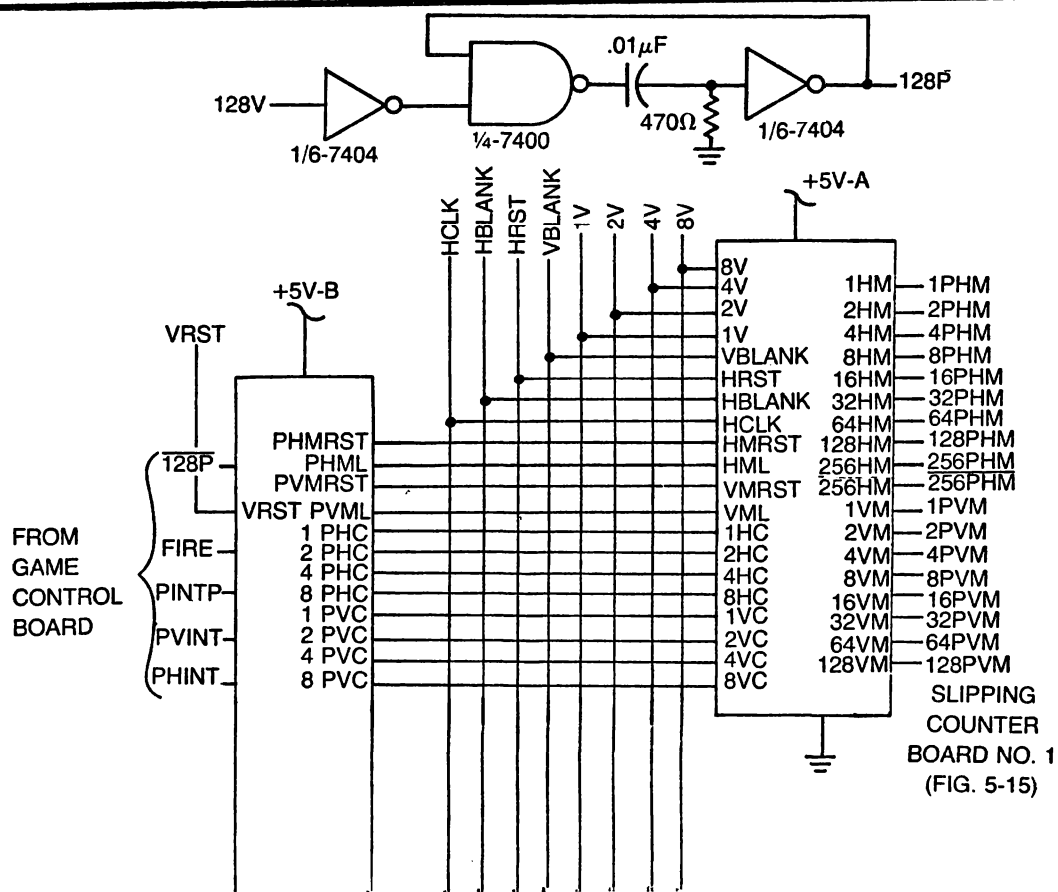 .01µF
128V
128P̄
1/6-7404
¼-7400
470Ω
1/6-7404
HCLK
HBLANK
HRST
VBLANK
1V
2V
4V
8V
+5V-A
+5V-B
VRST
8V
4V
2V
1V
VBLANK
HRST
HBLANK
HCLK
HMRST
HML
VMRST
VML
1HC
2HC
4HC
8HC
1VC
2VC
4VC
8VC
1HM
2HM
4HM
8HM
16HM
32HM
64HM
128HM
256HM
256HM
1VM
2VM
4VM
8VM
16VM
32VM
64VM
128VM
1PHM
2PHM
4PHM
8PHM
16PHM
32PHM
64PHM
128PHM
256PHM
256PHM
1PVM
2PVM
4PVM
8PVM
16PVM
32PVM
64PVM
128PVM
PHMRST
PHML
PVMRST
VRST PVML
1 PHC
2 PHC
4 PHC
8 PHC
1 PVC
2 PVC
4 PVC
8 PVC
128P
FIRE
PINTP
PVINT
PHINT
FROM
GAME
CONTROL
BOARD
SLIPPING
COUNTER
BOARD NO. 1
(FIG. 5-15)